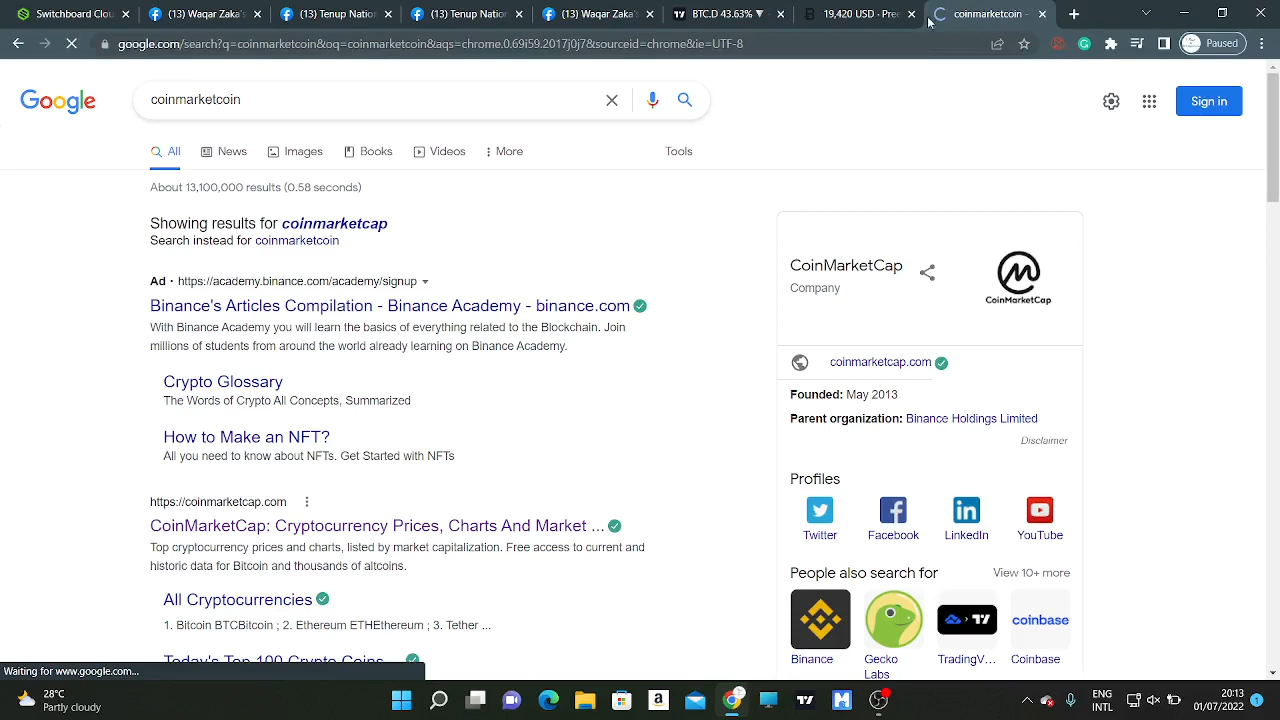 Switchboard Clou
(13) Waqar Zaka's
(13) Tenup Nation
(13) Tenup Nation
(13) Waqar Zaka's
BTC.D 43.63% ▼
19,420 USD · Pre
coinmarketcoin -
google.com/search?q=coinmarketcoin&oq=coinmarketcoin&aqs=chrome.0.69i59.2017j0j7&sourceid=chrome&ie=UTF-8
Paused
Google
coinmarketcoin
Sign in
All
News
Images
Books
Videos
More
Tools
About 13,100,000 results (0.58 seconds)
Showing results for coinmarketcap
Search instead for coinmarketcoin
Ad · https://academy.binance.com/academy/signup
Binance's Articles Compilation - Binance Academy - binance.com
With Binance Academy you will learn the basics of everything related to the Blockchain. Join
millions of students from around the world already learning on Binance Academy.
Crypto Glossary
The Words of Crypto All Concepts, Summarized
How to Make an NFT?
All you need to know about NFTs. Get Started with NFTs
https://coinmarketcap.com
CoinMarketCap: Cryptocurrency Prices, Charts And Market ...
Top cryptocurrency prices and charts, listed by market capitalization. Free access to current and
historic data for Bitcoin and thousands of altcoins.
All Cryptocurrencies
1. Bitcoin BTCBitcoin ; 2. Ethereum ETHEthereum ; 3. Tether ...
Today's Top 100 Crypto Coins
CoinMarketCap
Company
CoinMarketCap
coinmarketcap.com
Founded: May 2013
Parent organization: Binance Holdings Limited
Disclaimer
Profiles
Twitter
Facebook
LinkedIn
YouTube
People also search for
View 10+ more
coinbase
Binance
Gecko
Labs
TradingV...
Coinbase
Waiting for www.google.com...
28°C
Partly cloudy
ENG
INTL
20:13
01/07/2022
1